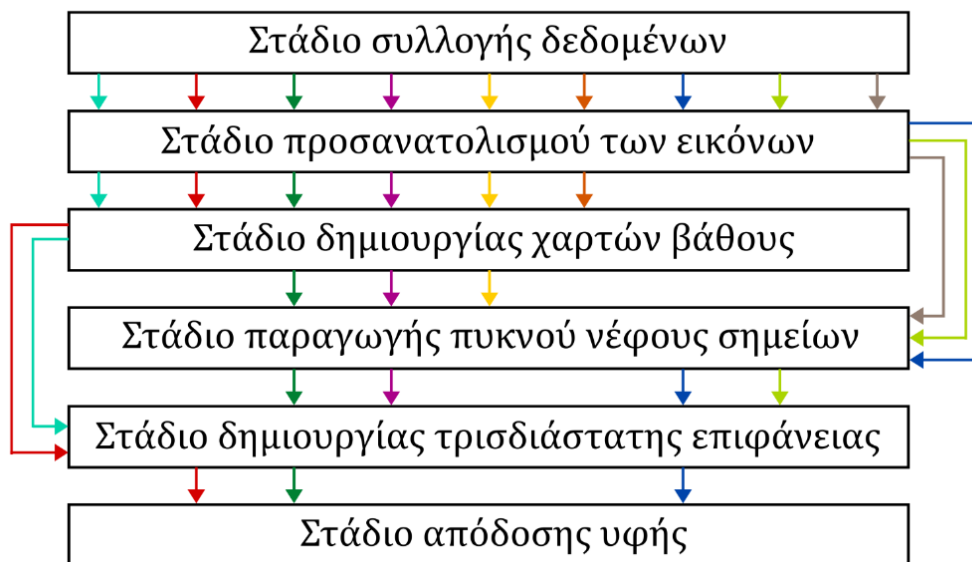 Στάδιο συλλογής δεδομένων
Στάδιο προσανατολισμού των εικόνων
Στάδιο δημιουργίας χαρτών βάθους
Στάδιο παραγωγής πυκνού νέφους σημείων
Στάδιο δημιουργίας τρισδιάστατης επιφάνειας
Στάδιο απόδοσης υφής